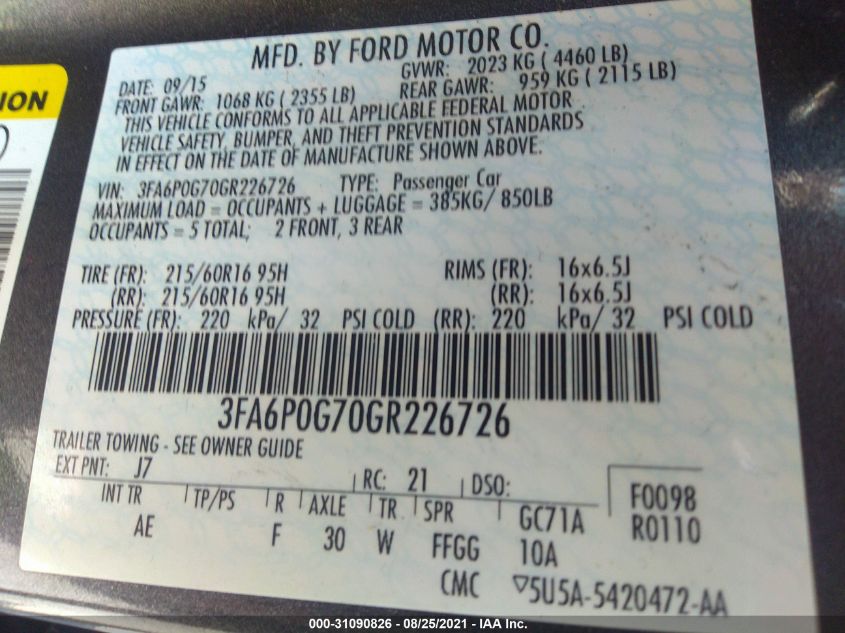 MFD. BY FORD MOTOR CO.
DATE: 09/15 GVWR: 2023 KG ( 4460 LB)
FRONT GAWR: 1068 KG ( 2355 LB) REAR GAWR: 959 KG ( 2115 LB)
THIS VEHICLE CONFORMS TO ALL APPLICABLE FEDERAL MOTOR
VEHICLE SAFETY, BUMPER, AND THEFT PREVENTION STANDARDS
IN EFFECT ON THE DATE OF MANUFACTURE SHOWN ABOVE.
VIN: 3FA6P0G70GR226726 TYPE: Passenger Car
MAXIMUM LOAD = OCCUPANTS + LUGGAGE = 385KG/ 850LB
OCCUPANTS = 5 TOTAL; 2 FRONT, 3 REAR
TIRE (FR): 215/60R16 95H RIMS (FR): 16x6.5J
(RR): 215/60R16 95H (RR): 16x6.5J
PRESSURE (FR): 220 kPa/ 32 PSI COLD (RR): 220 kPa/ 32 PSI COLD
3FA6P0G70GR226726
TRAILER TOWING - SEE OWNER GUIDE
EXT PNT: J7 RC: 21 DSO:
F0098
INT TR TP/PS R AXLE TR SPR GC71A
R0110
AE F 30 W FFGG 10A
CMC ▽5U5A-5420472-AA
ION
000-31090826 - 08/25/2021 - IAA Inc.